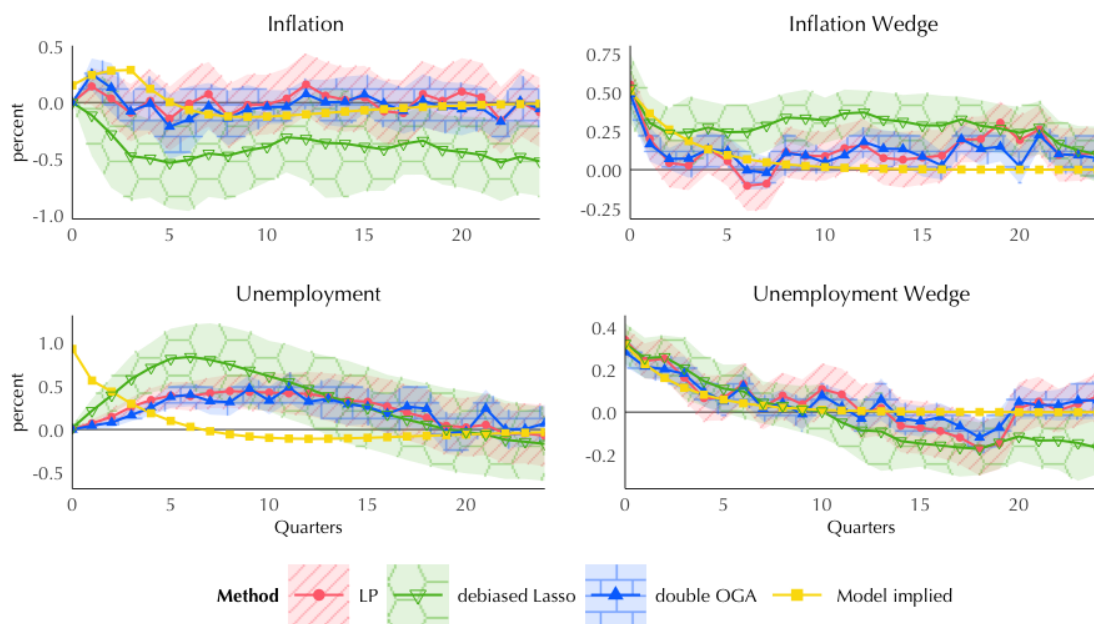 Inflation
Inflation Wedge
percent
0.5
0.0
-0.5
-1.0
0 5 10 15 20
0.75
0.50
0.25
0.00
-0.25
0 5 10 15 20
Unemployment
Unemployment Wedge
percent
1.0
0.5
0.0
-0.5
0 5 10 15 20
Quarters
0.4
0.2
0.0
-0.2
0 5 10 15 20
Quarters
Method LP debiased Lasso double OGA Model implied